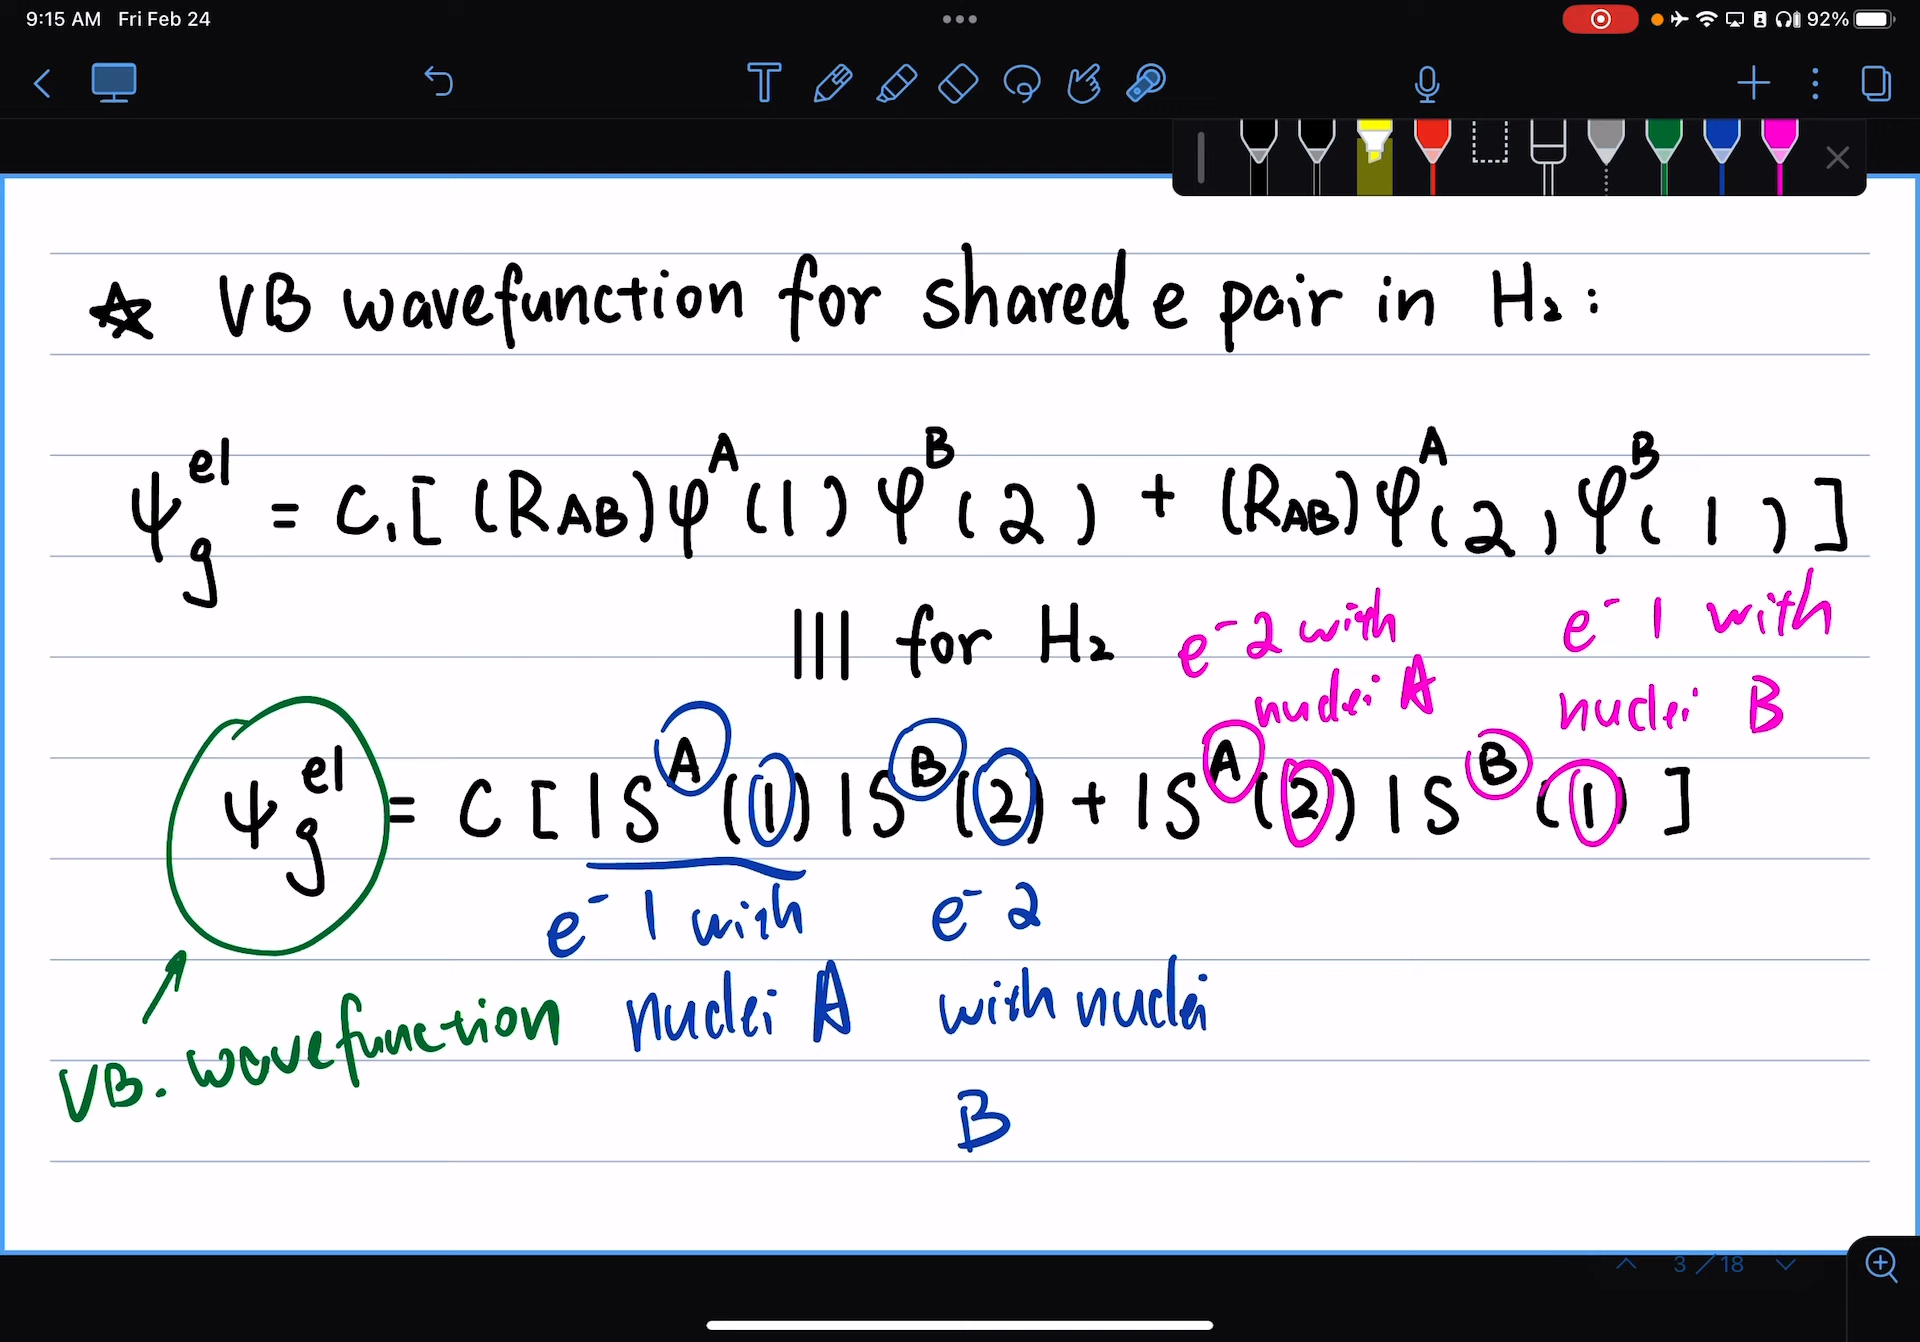 9:15 AM Fri Feb 24
92%
☆ VB wavefunction for shared e pair in H₂:
ψ_g^el = C₁[(R_AB)φ^A(1)φ^B(2) + (R_AB)φ^A(2)φ^B(1)]
||| for H₂
e⁻2 with nuclei A
e⁻1 with nuclei B
ψ_g^el = C[1S^A(1)1S^B(2) + 1S^A(2)1S^B(1)]
e⁻1 with nuclei A
e⁻2 with nuclei B
VB. wavefunction
3/18